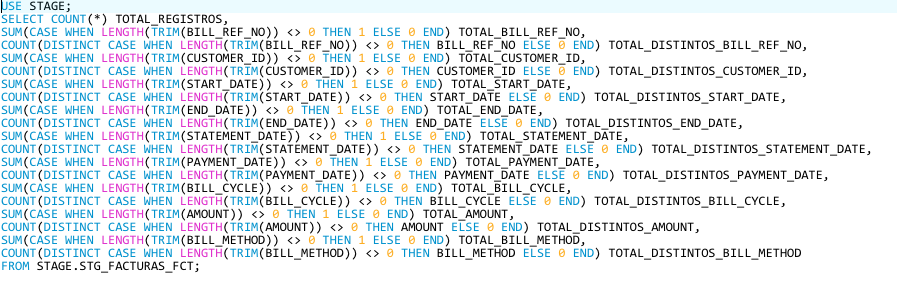 USE STAGE;
SELECT COUNT(*) TOTAL_REGISTROS,
SUM(CASE WHEN LENGTH(TRIM(BILL_REF_NO)) <> 0 THEN 1 ELSE 0 END) TOTAL_BILL_REF_NO,
COUNT(DISTINCT CASE WHEN LENGTH(TRIM(BILL_REF_NO)) <> 0 THEN BILL_REF_NO ELSE 0 END) TOTAL_DISTINTOS_BILL_REF_NO,
SUM(CASE WHEN LENGTH(TRIM(CUSTOMER_ID)) <> 0 THEN 1 ELSE 0 END) TOTAL_CUSTOMER_ID,
COUNT(DISTINCT CASE WHEN LENGTH(TRIM(CUSTOMER_ID)) <> 0 THEN CUSTOMER_ID ELSE 0 END) TOTAL_DISTINTOS_CUSTOMER_ID,
SUM(CASE WHEN LENGTH(TRIM(START_DATE)) <> 0 THEN 1 ELSE 0 END) TOTAL_START_DATE,
COUNT(DISTINCT CASE WHEN LENGTH(TRIM(START_DATE)) <> 0 THEN START_DATE ELSE 0 END) TOTAL_DISTINTOS_START_DATE,
SUM(CASE WHEN LENGTH(TRIM(END_DATE)) <> 0 THEN 1 ELSE 0 END) TOTAL_END_DATE,
COUNT(DISTINCT CASE WHEN LENGTH(TRIM(END_DATE)) <> 0 THEN END_DATE ELSE 0 END) TOTAL_DISTINTOS_END_DATE,
SUM(CASE WHEN LENGTH(TRIM(STATEMENT_DATE)) <> 0 THEN 1 ELSE 0 END) TOTAL_STATEMENT_DATE,
COUNT(DISTINCT CASE WHEN LENGTH(TRIM(STATEMENT_DATE)) <> 0 THEN STATEMENT_DATE ELSE 0 END) TOTAL_DISTINTOS_STATEMENT_DATE,
SUM(CASE WHEN LENGTH(TRIM(PAYMENT_DATE)) <> 0 THEN 1 ELSE 0 END) TOTAL_PAYMENT_DATE,
COUNT(DISTINCT CASE WHEN LENGTH(TRIM(PAYMENT_DATE)) <> 0 THEN PAYMENT_DATE ELSE 0 END) TOTAL_DISTINTOS_PAYMENT_DATE,
SUM(CASE WHEN LENGTH(TRIM(BILL_CYCLE)) <> 0 THEN 1 ELSE 0 END) TOTAL_BILL_CYCLE,
COUNT(DISTINCT CASE WHEN LENGTH(TRIM(BILL_CYCLE)) <> 0 THEN BILL_CYCLE ELSE 0 END) TOTAL_DISTINTOS_BILL_CYCLE,
SUM(CASE WHEN LENGTH(TRIM(AMOUNT)) <> 0 THEN 1 ELSE 0 END) TOTAL_AMOUNT,
COUNT(DISTINCT CASE WHEN LENGTH(TRIM(AMOUNT)) <> 0 THEN AMOUNT ELSE 0 END) TOTAL_DISTINTOS_AMOUNT,
SUM(CASE WHEN LENGTH(TRIM(BILL_METHOD)) <> 0 THEN 1 ELSE 0 END) TOTAL_BILL_METHOD,
COUNT(DISTINCT CASE WHEN LENGTH(TRIM(BILL_METHOD)) <> 0 THEN BILL_METHOD ELSE 0 END) TOTAL_DISTINTOS_BILL_METHOD
FROM STAGE.STG_FACTURAS_FCT;